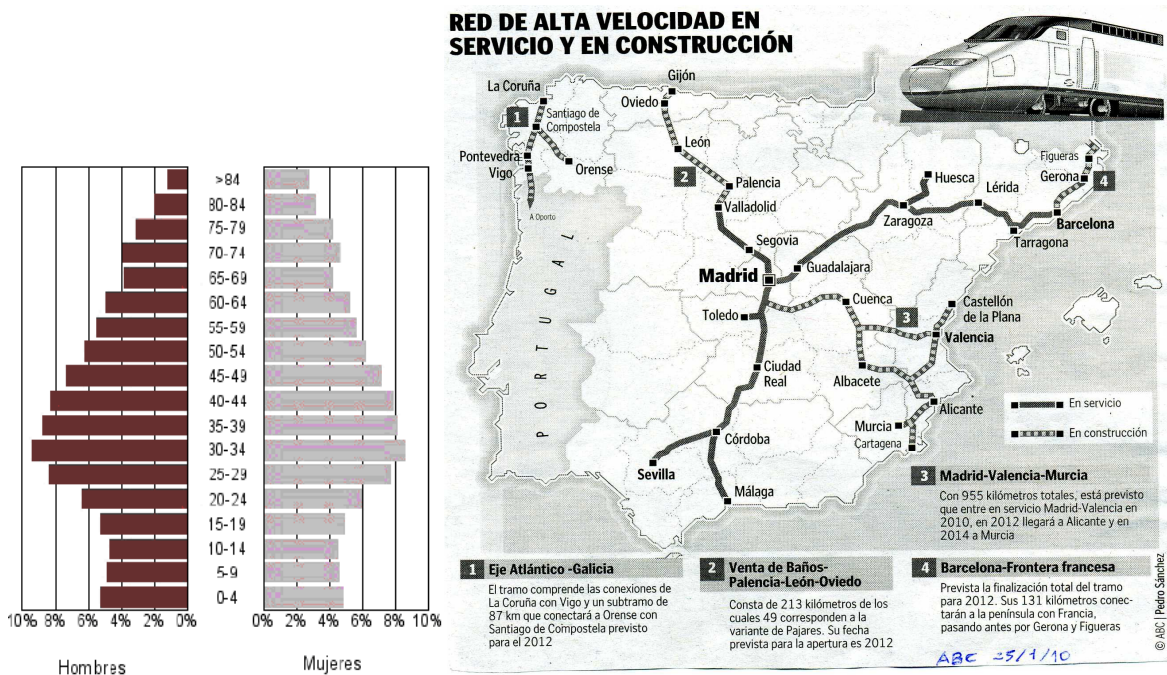 RED DE ALTA VELOCIDAD EN
SERVICIO Y EN CONSTRUCCIÓN
>84
80-84
75-79
70-74
65-69
60-64
55-59
50-54
45-49
40-44
35-39
30-34
25-29
20-24
15-19
10-14
5-9
0-4
10% 8% 6% 4% 2% 0%
0% 2% 4% 6% 8% 10%
Hombres
Mujeres
Gijón
La Coruña
Oviedo
1
Santiago de
Compostela
León
Pontevedra
Vigo
Orense
2
Palencia
A Oporto
Valladolid
Huesca
Lérida
Figueras
Gerona
4
Zaragoza
Barcelona
Tarragona
Segovia
Madrid
Guadalajara
PORTUGAL
Cuenca
Toledo
3
Castellón
de la Plana
Valencia
Ciudad
Real
Albacete
Alicante
Murcia
Cartagena
Córdoba
Sevilla
Málaga
En servicio
En construcción
3 Madrid-Valencia-Murcia
Con 955 kilómetros totales, está previsto
que entre en servicio Madrid-Valencia en
2010, en 2012 llegará a Alicante y en
2014 a Murcia
1 Eje Atlántico -Galicia
El tramo comprende las conexiones de
La Coruña con Vigo y un subtramo de
87 km que conectará a Orense con
Santiago de Compostela previsto
para el 2012
2 Venta de Baños-
Palencia-León-Oviedo
Consta de 213 kilómetros de los
cuales 49 corresponden a la
variante de Pajares. Su fecha
prevista para la apertura es 2012
4 Barcelona-Frontera francesa
Prevista la finalización total del tramo
para 2012. Sus 131 kilómetros conec-
tarán a la península con Francia,
pasando antes por Gerona y Figueras
© ABC | Pedro Sánchez
ABC 25/1/10